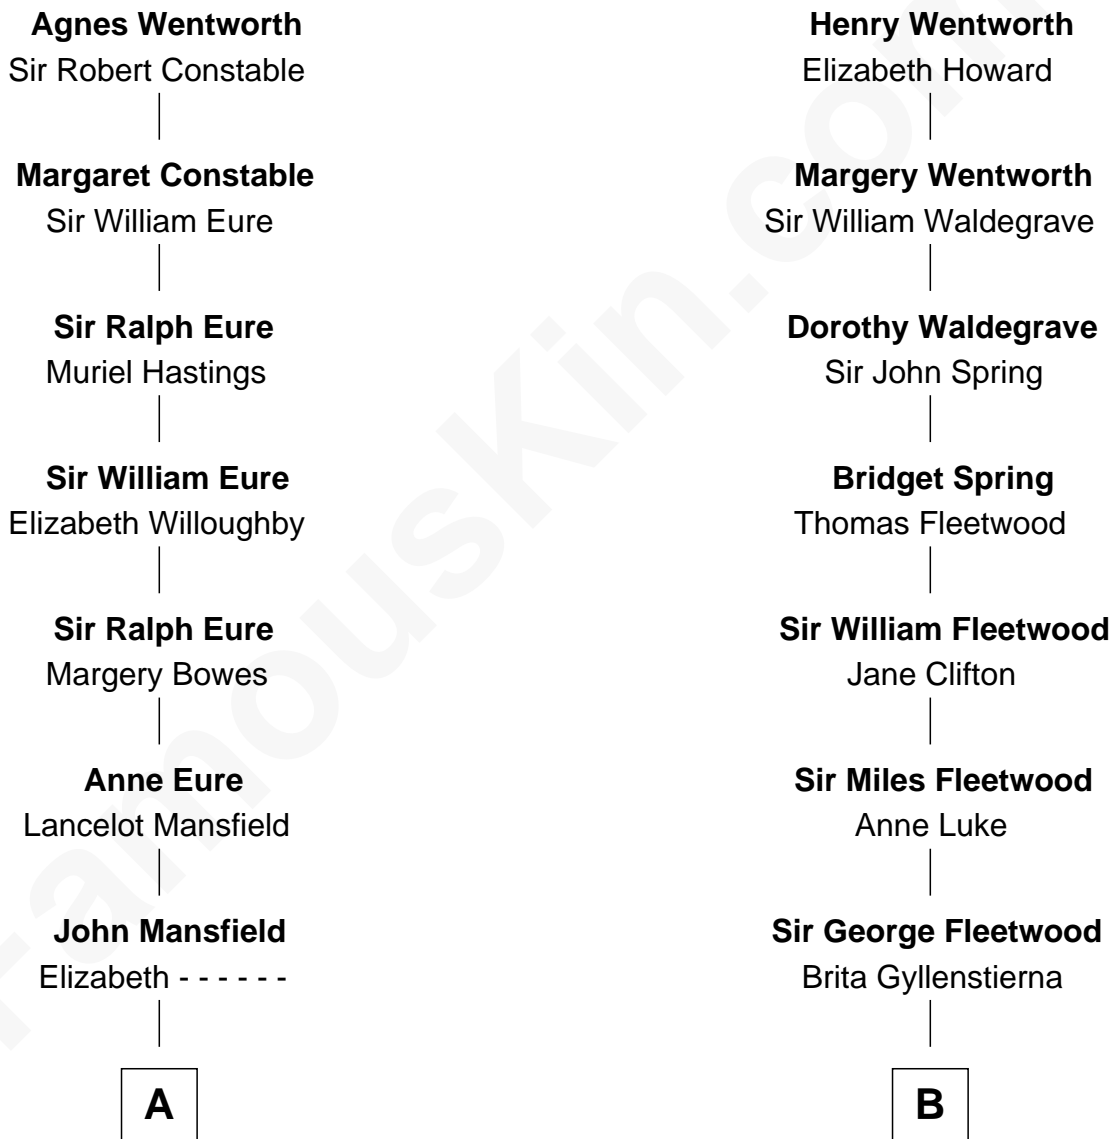 Agnes Wentworth
Sir Robert Constable
Margaret Constable
Sir William Eure
Sir Ralph Eure
Muriel Hastings
Sir William Eure
Elizabeth Willoughby
Sir Ralph Eure
Margery Bowes
Anne Eure
Lancelot Mansfield
John Mansfield
Elizabeth - - - - - -
A
Henry Wentworth
Elizabeth Howard
Margery Wentworth
Sir William Waldegrave
Dorothy Waldegrave
Sir John Spring
Bridget Spring
Thomas Fleetwood
Sir William Fleetwood
Jane Clifton
Sir Miles Fleetwood
Anne Luke
Sir George Fleetwood
Brita Gyllenstierna
B
FamousKin.com